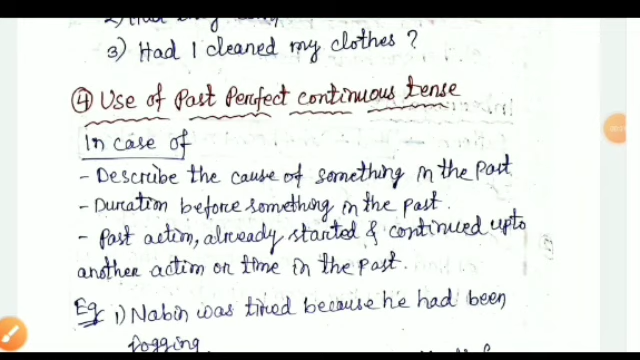 3) Had I cleaned my clothes ?
④ Use of Past Perfect continuous tense
In case of
- Describe the cause of something in the past
- Duration before something in the past.
- Past action, already started & continued upto
another action or time in the past.
Eg 1) Nabin was tired because he had been